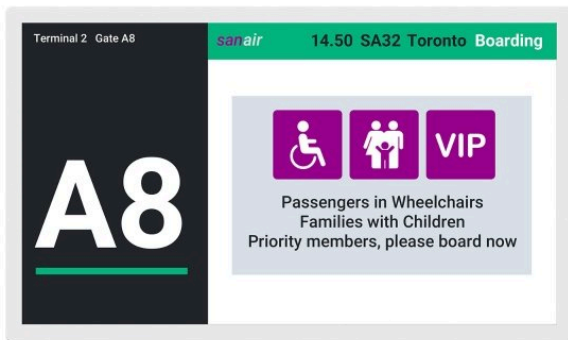 Terminal 2 Gate A8
A8
sanair 14.50 SA32 Toronto Boarding
VIP
Passengers in Wheelchairs
Families with Children
Priority members, please board now